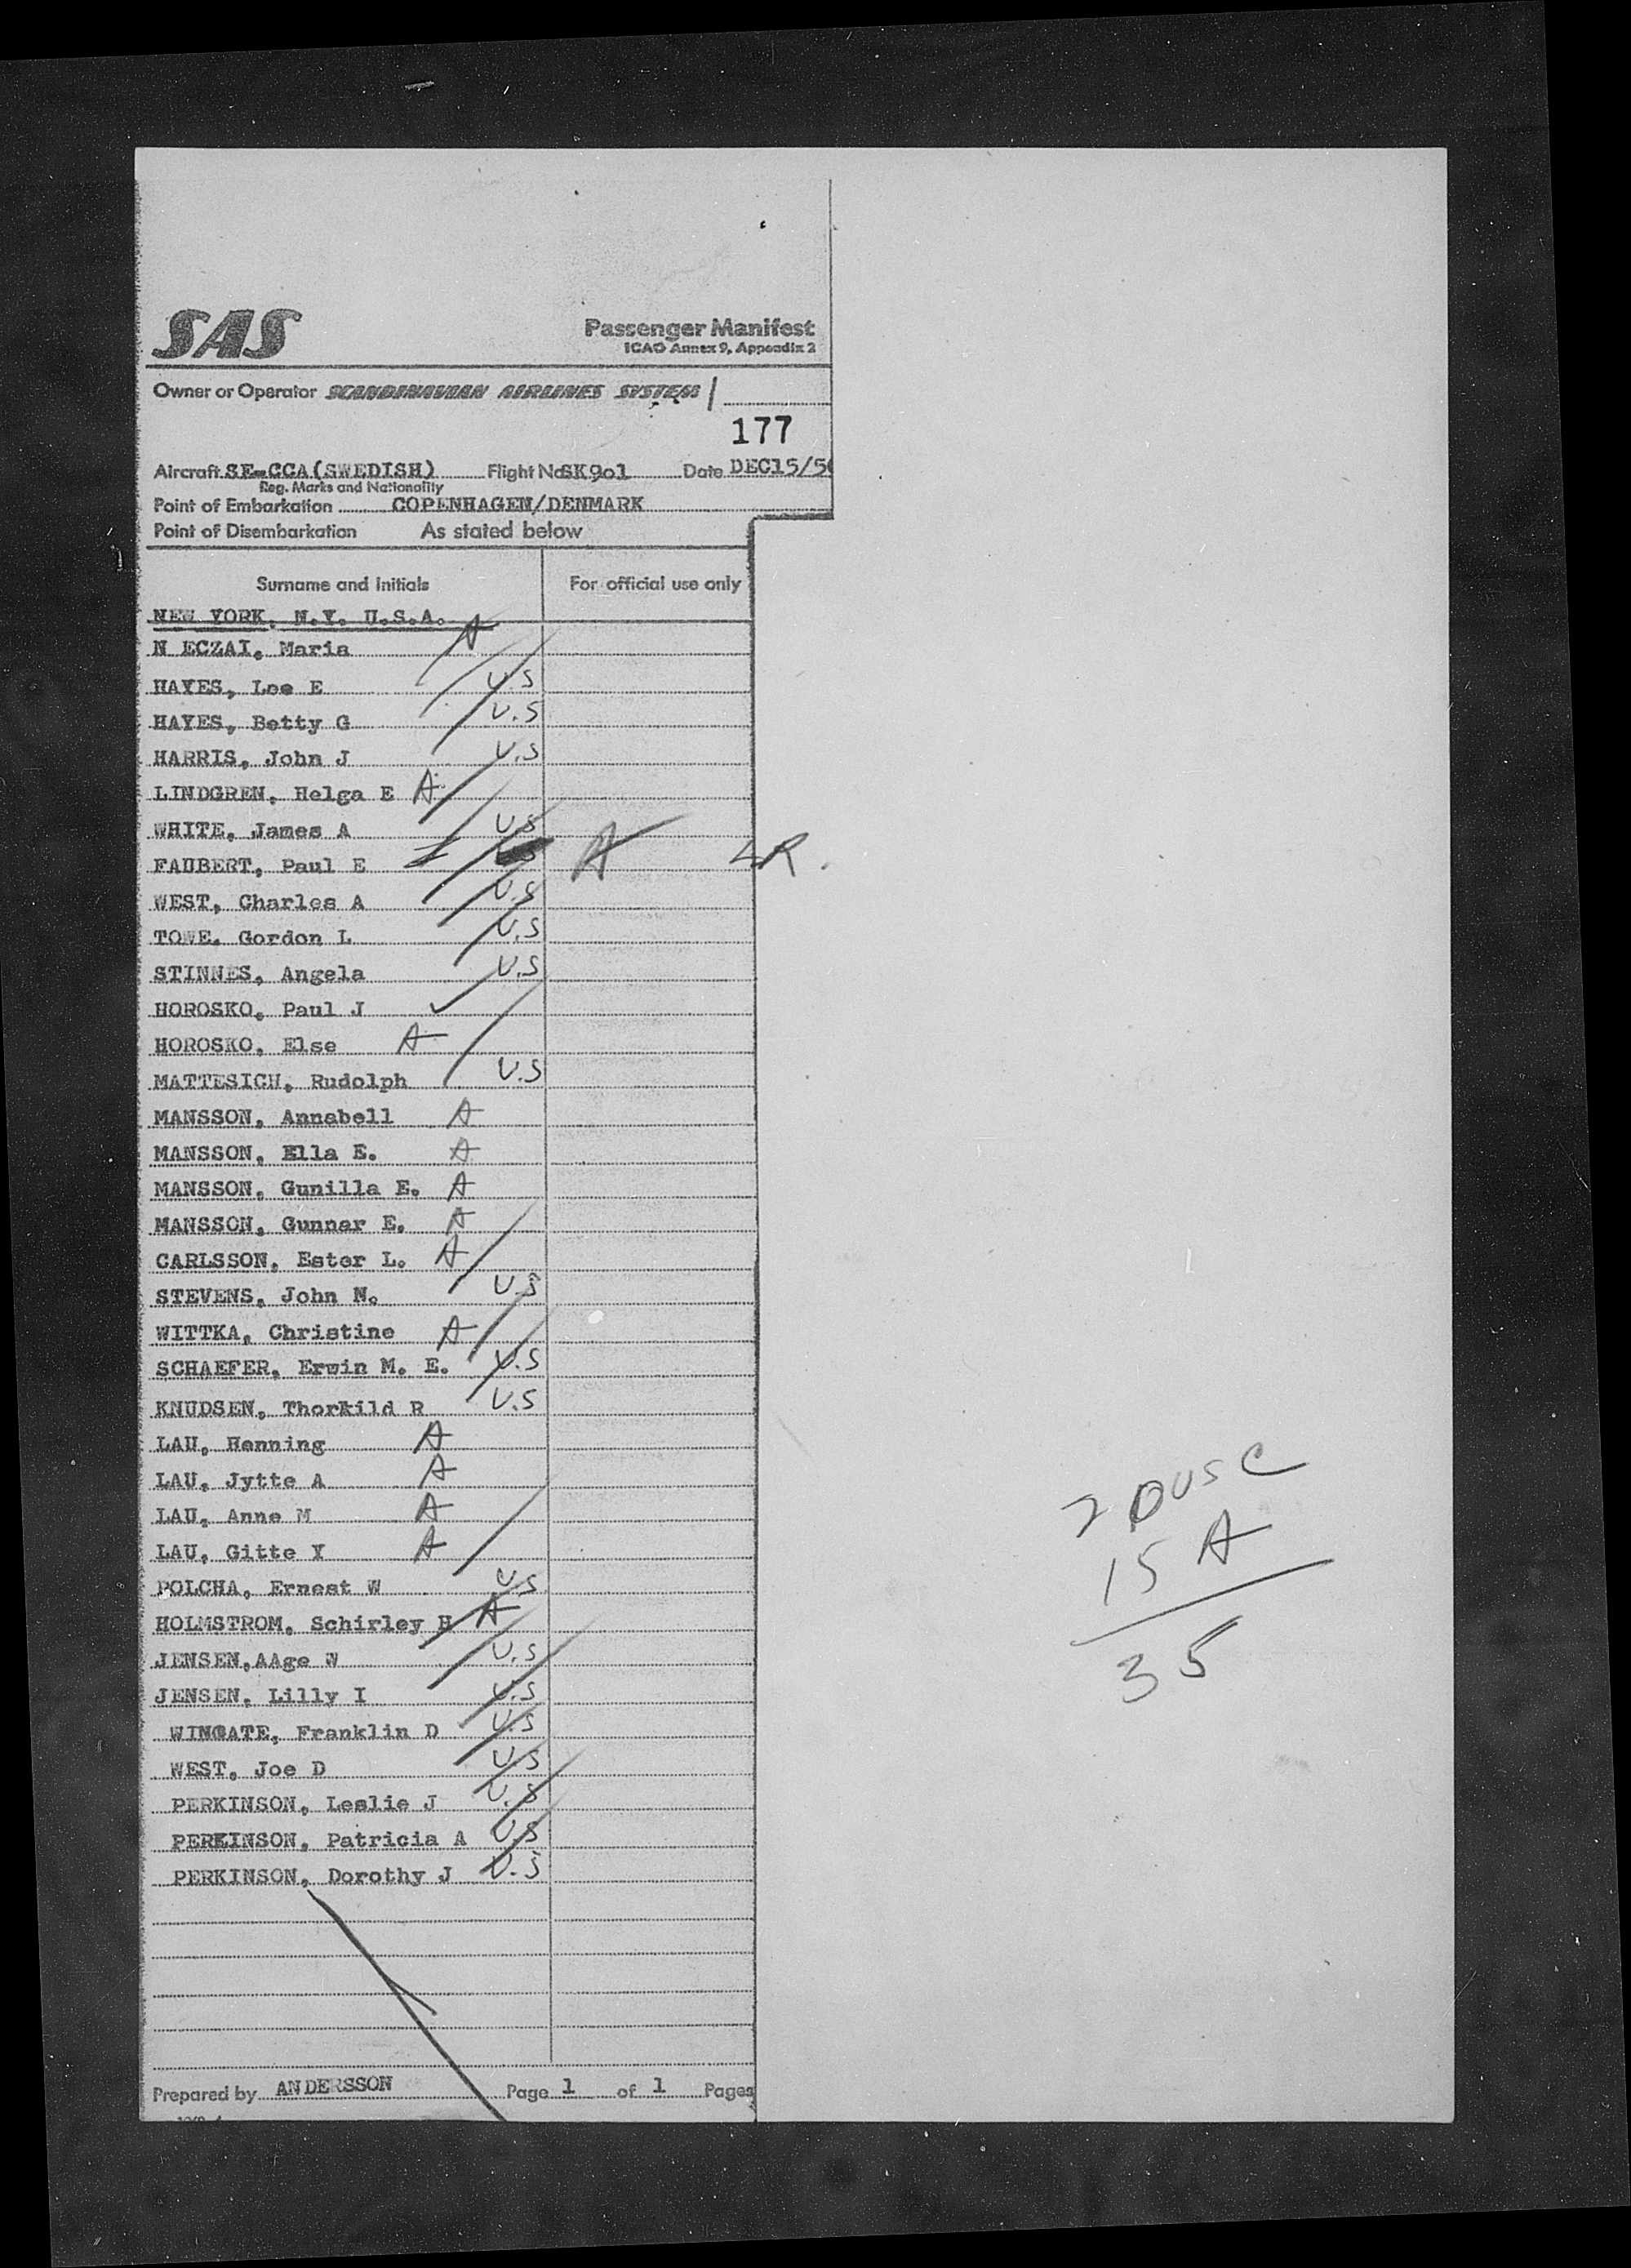 SAS
Passenger Manifest
ICAO Annex 9, Appendix 2
Owner or Operator SCANDINAVIAN AIRLINES SYSTEM
177
Aircraft SE-CCA(SWEDISH) Flight No SK901 Date DEC15/5
Reg. Marks and Nationality
Point of Embarkation COPENHAGEN/DENMARK
Point of Disembarkation As stated below
Surname and Initials For official use only
NEW YORK, N.Y. U.S.A.
N ECZAI, Maria A
HAYES, Loe E U.S
HAYES, Betty G U.S
HARRIS, John J U.S
LINDGREN, Helga E A
WHITE, James A U.S
FAUBERT, Paul E A
WEST, Charles A U.S
TOWE, Gordon L U.S
STINNES, Angela U.S
HOROSKO, Paul J
HOROSKO, Else A
MATTESICH, Rudolph U.S
MANSSON, Annabell A
MANSSON, Ella E. A
MANSSON, Gunilla E. A
MANSSON, Gunnar E. A
CARLSSON, Ester L. A
STEVENS, John N. U.S
WITTKA, Christine A
SCHAEFER, Erwin M. E. U.S
KNUDSEN, Thorkild R U.S
LAU, Henning A
LAU, Jytte A A
LAU, Anne M A
LAU, Gitte Y A
POLCHA, Ernest W U.S
HOLMSTROM, Schirley H A
JENSEN, AAge W U.S
JENSEN, Lilly I U.S
WINGATE, Franklin D U.S
WEST, Joe D U.S
PERKINSON, Leslie J U.S
PERKINSON, Patricia A U.S
PERKINSON, Dorothy J U.S
20 USC
15 A
35
Prepared by ANDERSSON Page 1 of 1 Pages